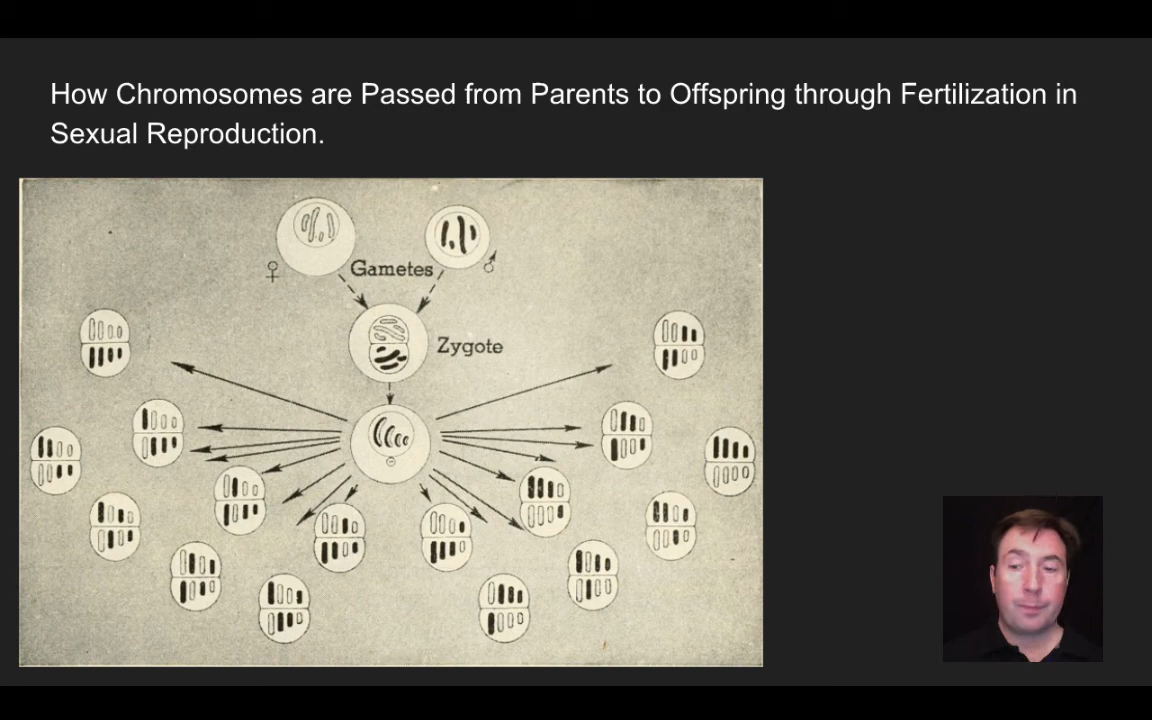 How Chromosomes are Passed from Parents to Offspring through Fertilization in
Sexual Reproduction.
♀ Gametes ♂
Zygote